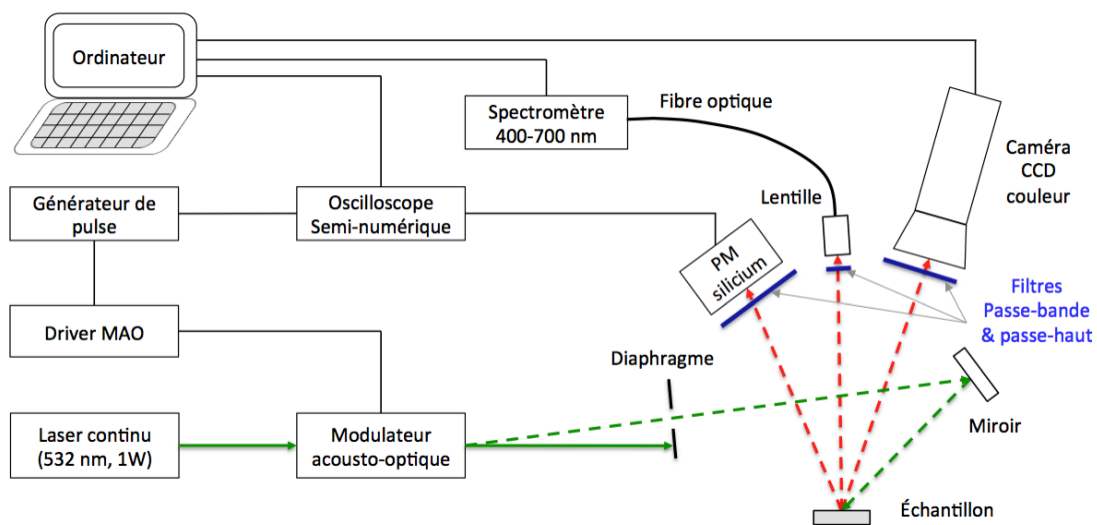 Ordinateur
Spectromètre
400-700 nm
Fibre optique
Caméra
CCD
couleur
Lentille
Générateur de
pulse
Oscilloscope
Semi-numérique
PM
silicium
Filtres
Passe-bande
& passe-haut
Driver MAO
Diaphragme
Miroir
Laser continu
(532 nm, 1W)
Modulateur
acousto-optique
Échantillon